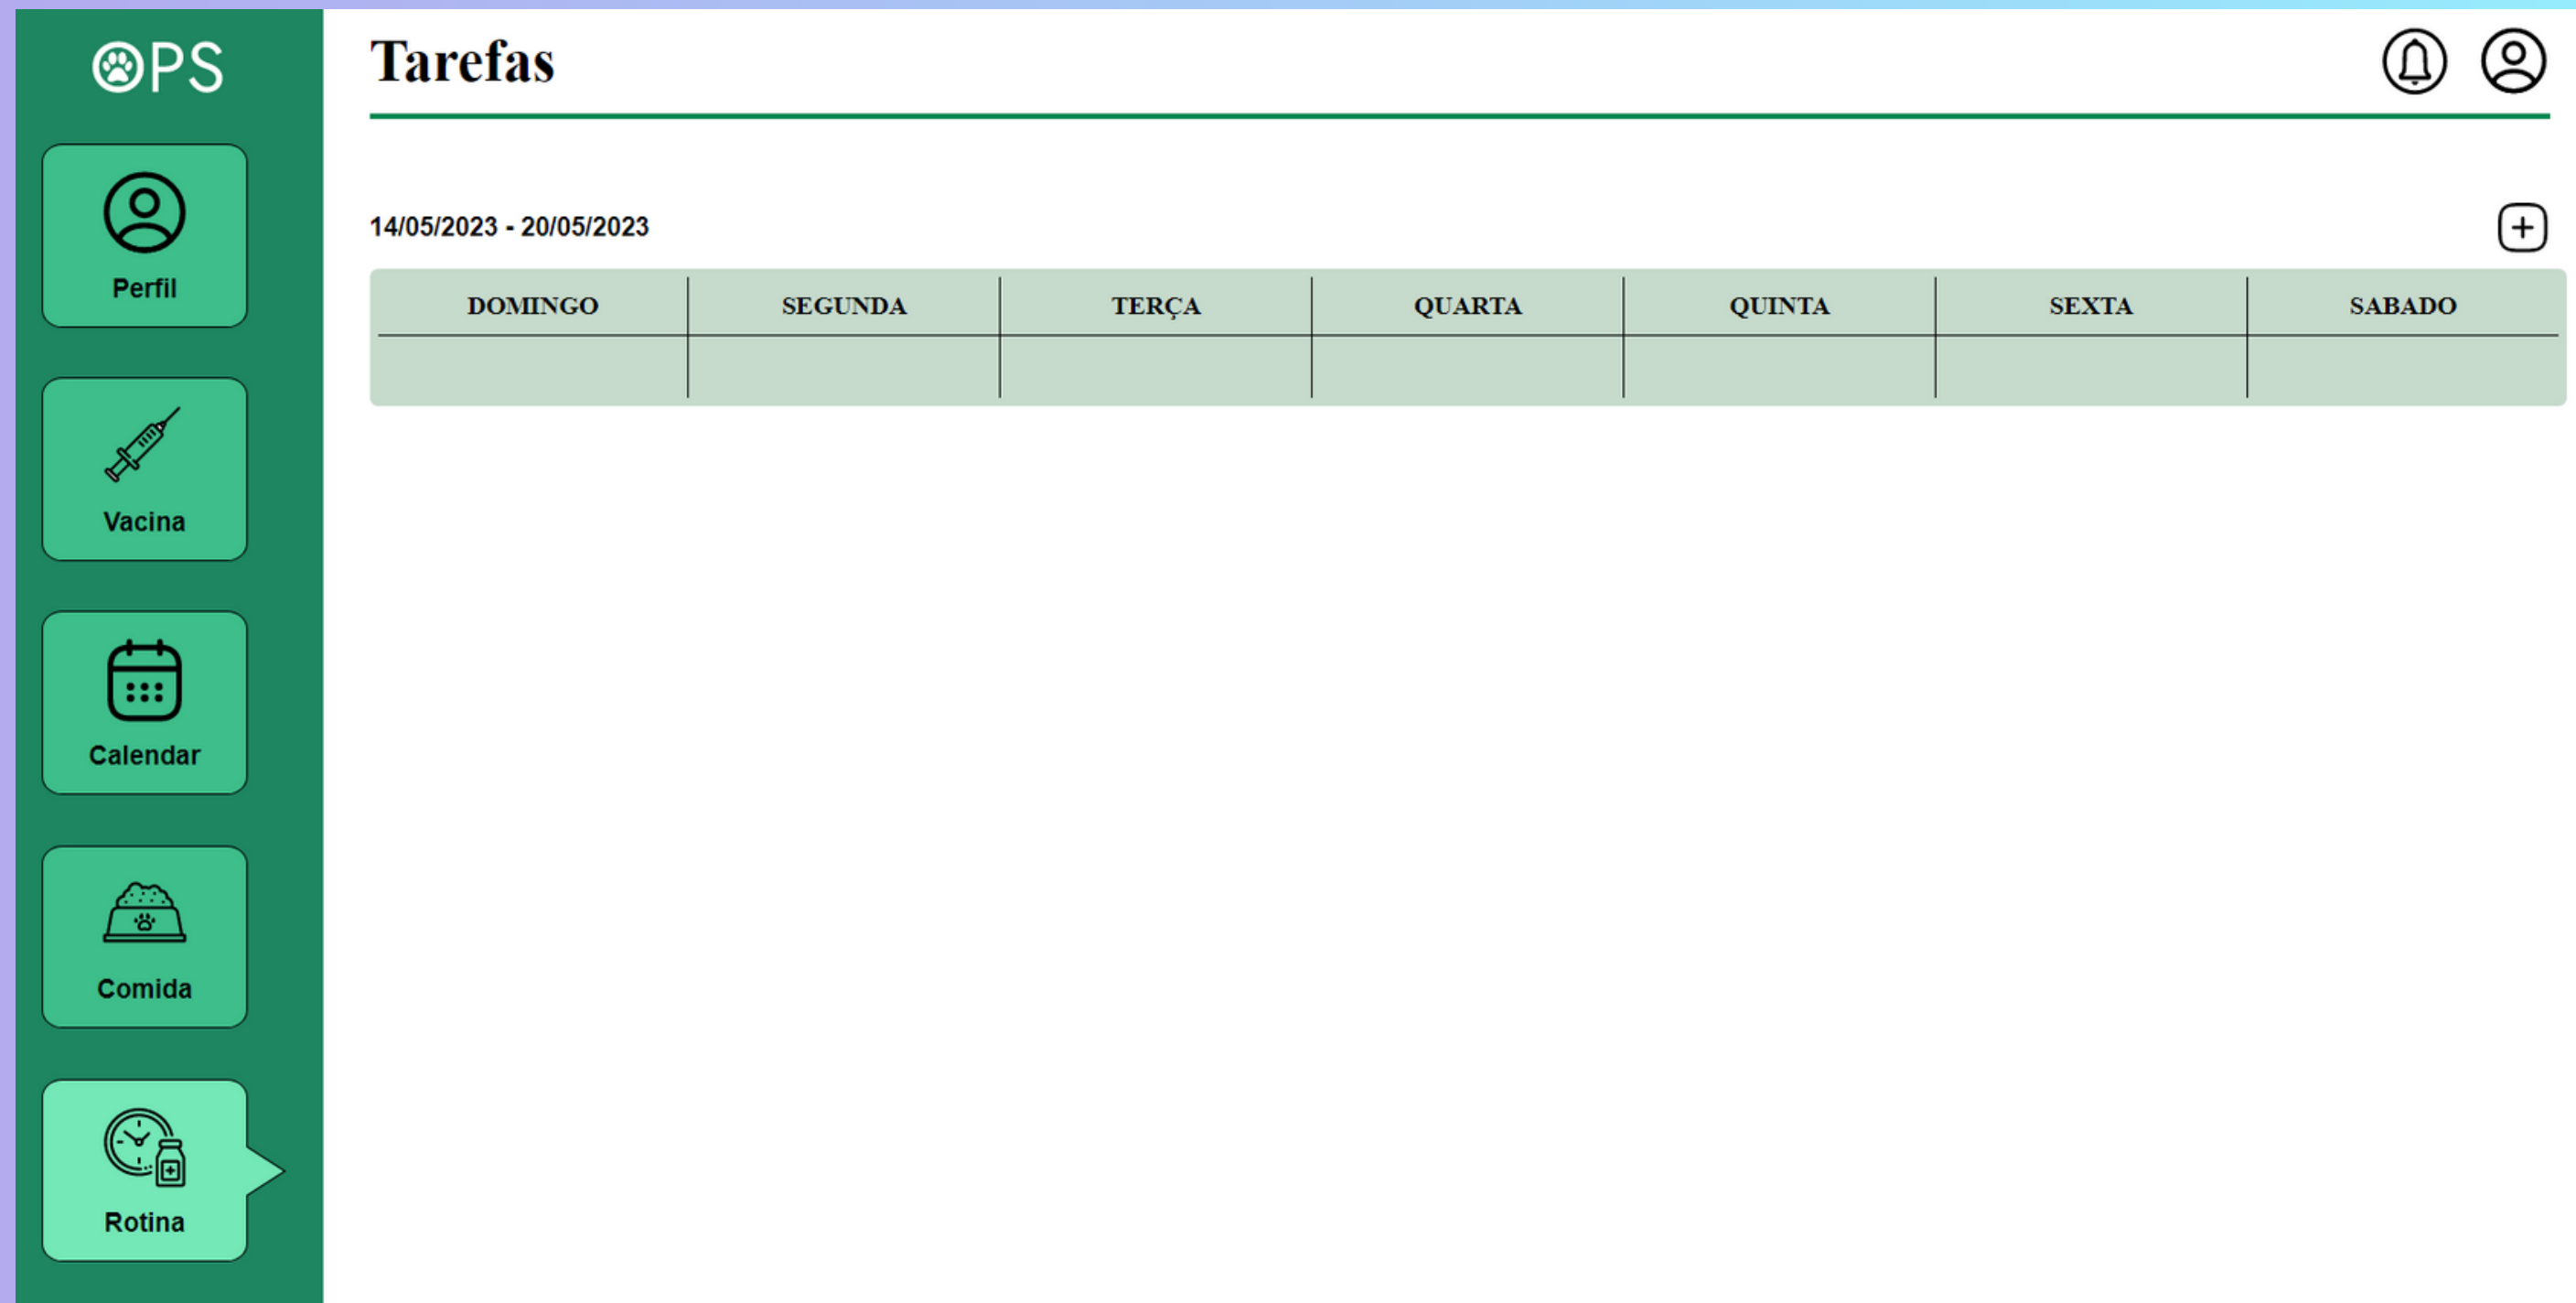 OPS
Perfil
Vacina
Calendar
Comida
Rotina
Tarefas
14/05/2023 - 20/05/2023
DOMINGO SEGUNDA TERÇA QUARTA QUINTA SEXTA SABADO